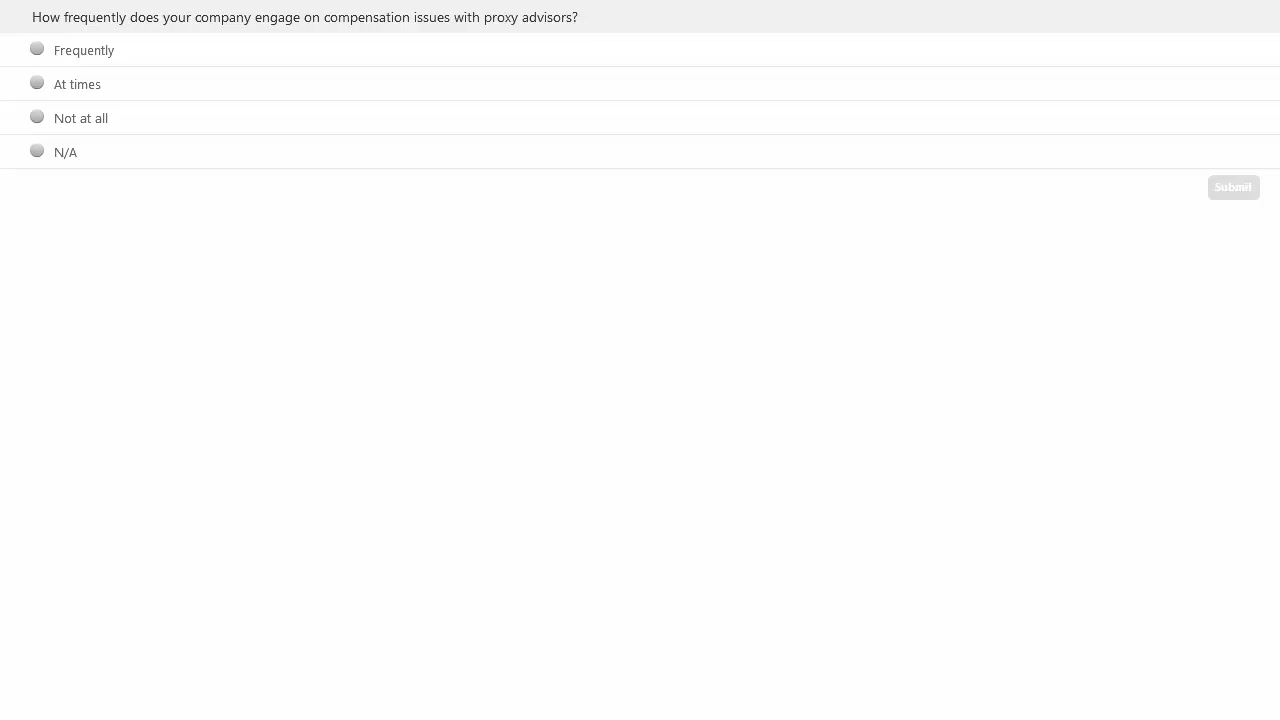 How frequently does your company engage on compensation issues with proxy advisors?
Frequently
At times
Not at all
N/A
Submit